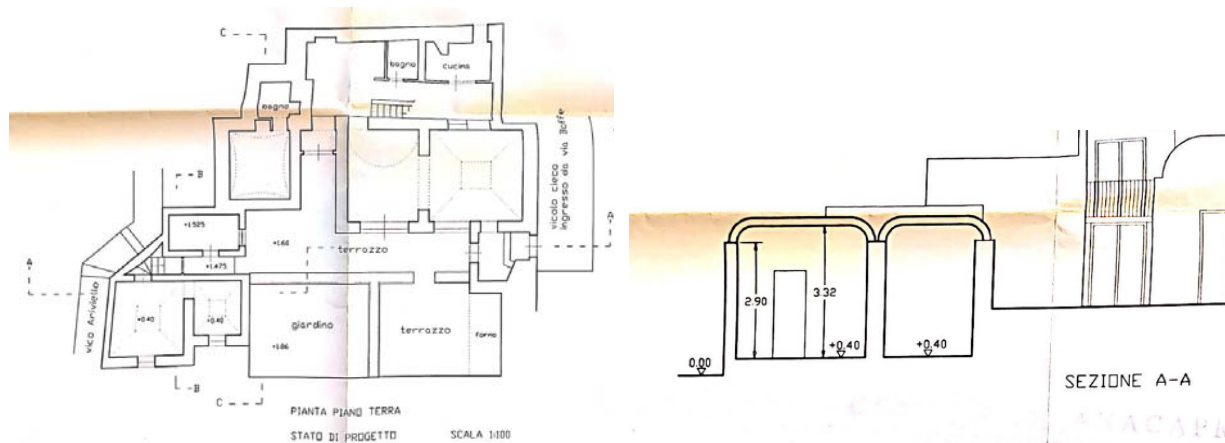 C
bagno
cucina
bagno
B
+1.525
+1.60
terrazzo
vicolo cieco
ingresso da via Boffe
A
A
+1.475
vico Ariviello
+0.40
+0.40
giardino
+1.86
terrazzo
forno
B
C
PIANTA PIANO TERRA
STATO DI PROGETTO SCALA 1:100
2.90
3.32
+0.40
+0.40
0.00
SEZIONE A-A
ANACAPR